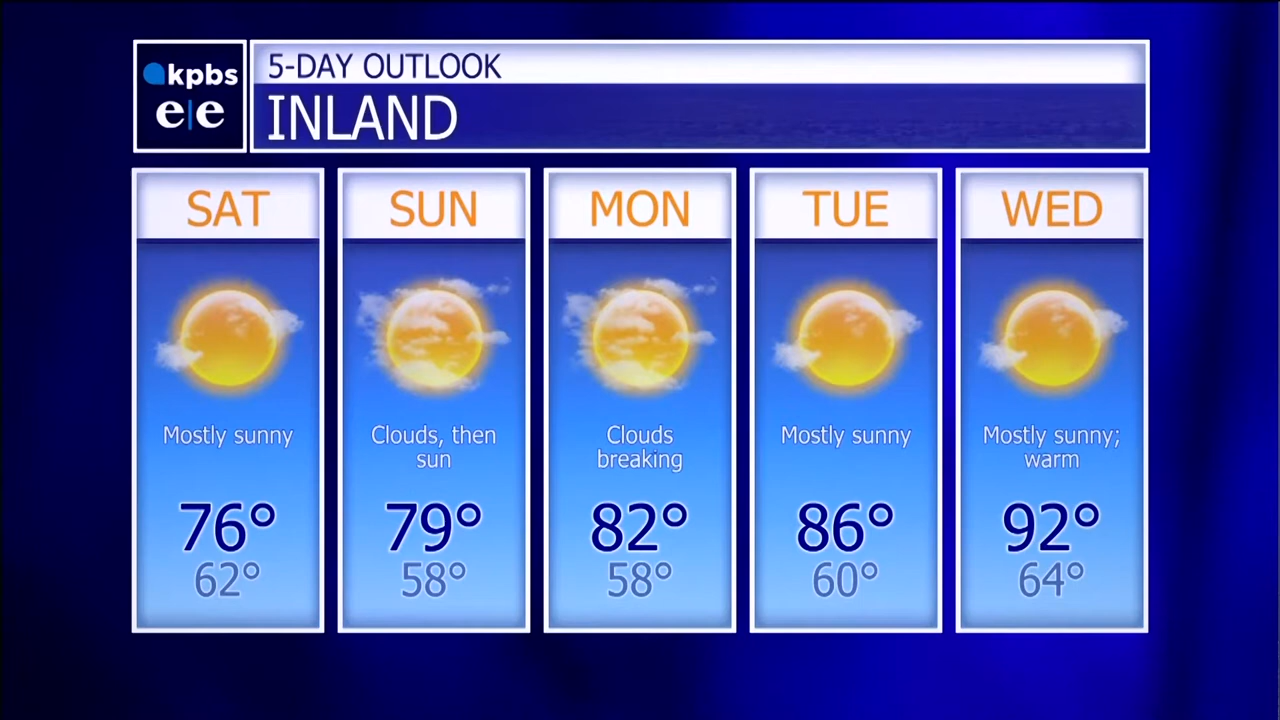 kpbs
e|e
5-DAY OUTLOOK
INLAND
SAT
Mostly sunny
76°
62°
SUN
Clouds, then
sun
79°
58°
MON
Clouds
breaking
82°
58°
TUE
Mostly sunny
86°
60°
WED
Mostly sunny;
warm
92°
64°